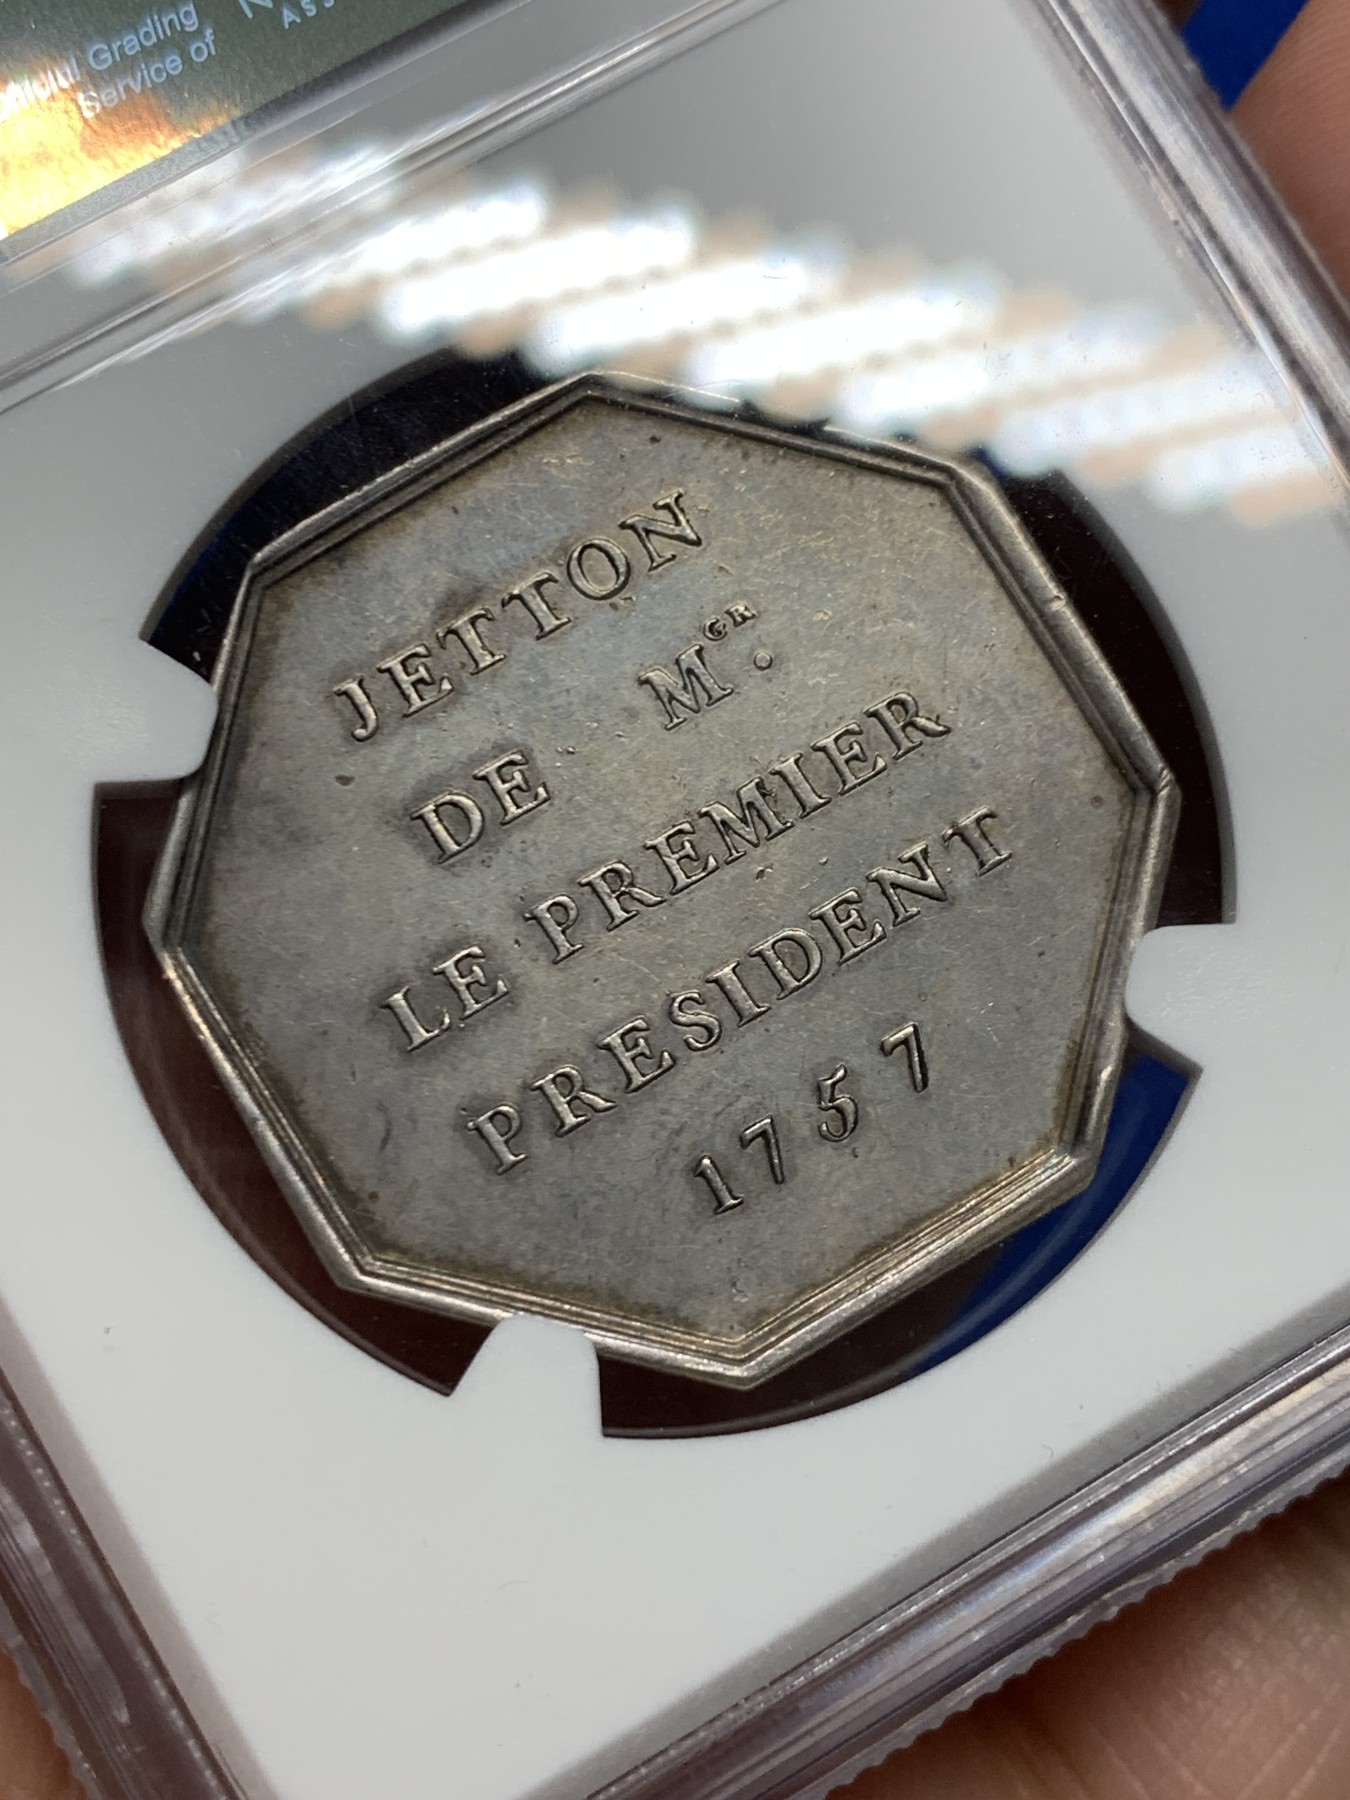 Grading
Service of
JETTON
DE MGR.
LE PREMIER
PRESIDENT
1757